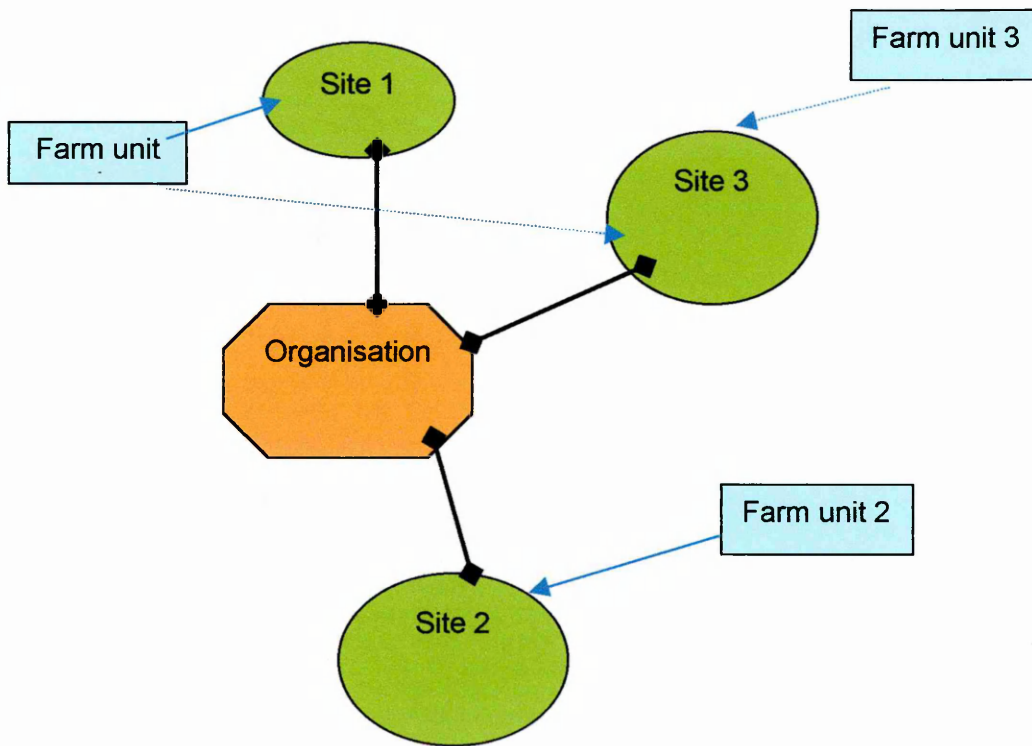 Farm unit 3
Site 1
Farm unit
Site 3
Organisation
Farm unit 2
Site 2